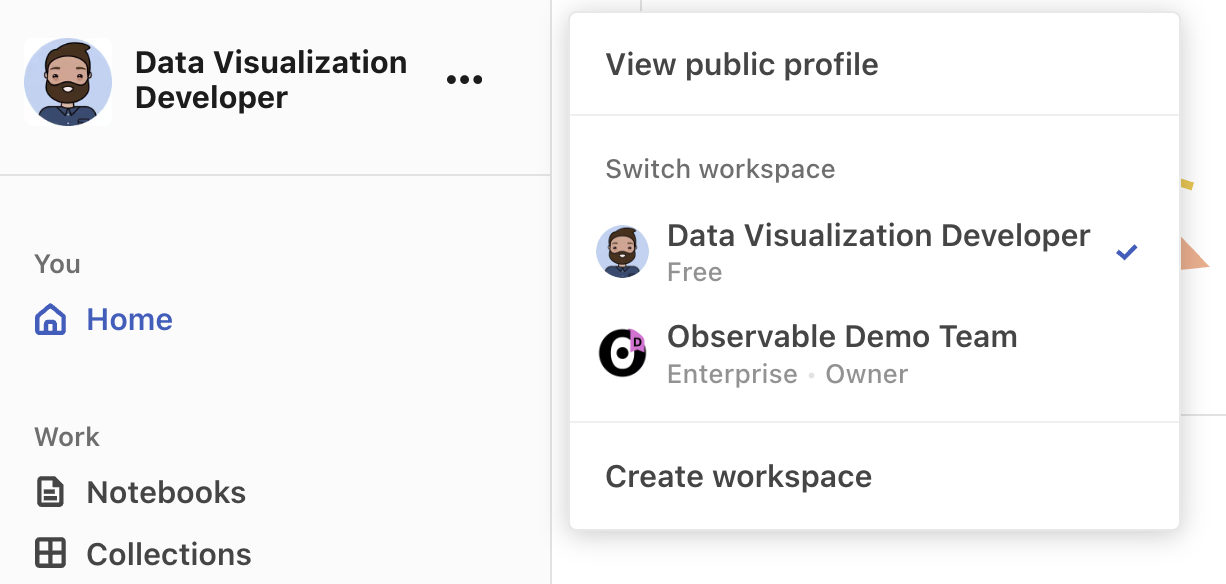 Data Visualization
Developer
You
Home
Work
Notebooks
Collections
View public profile
Switch workspace
Data Visualization Developer
Free
D
Observable Demo Team
Enterprise • Owner
Create workspace